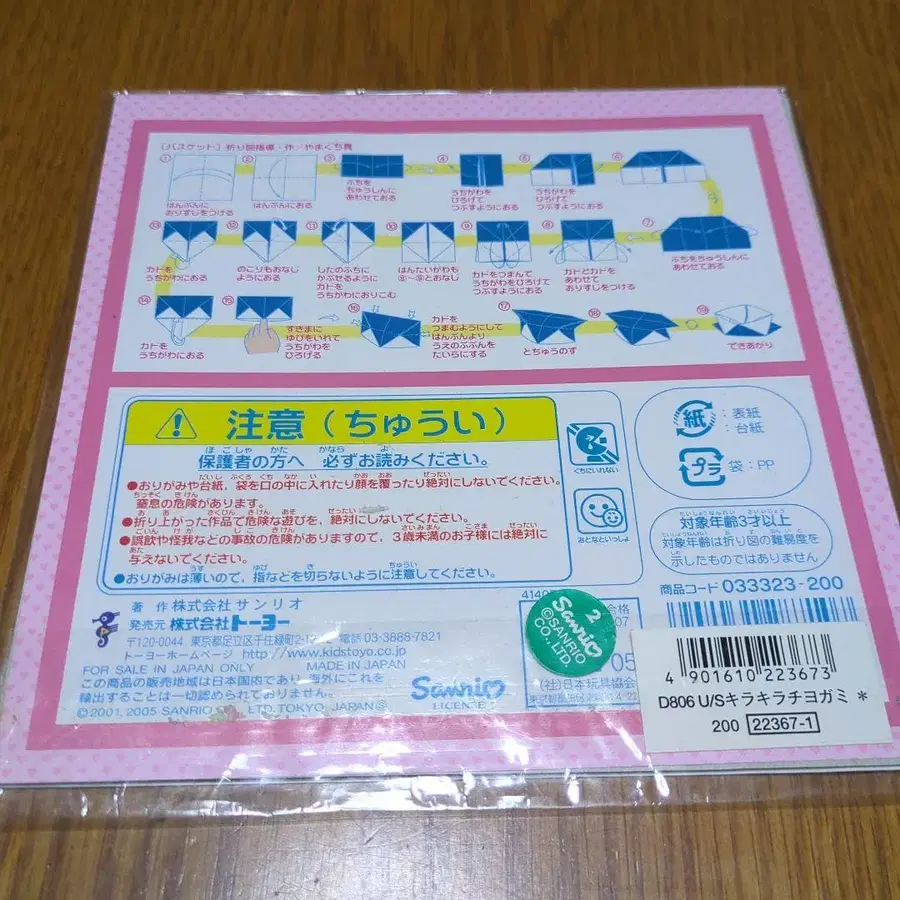 〔バスケット〕折り図指導・作/やまぐち真
①
はんぶんに
おりすじをつける
②
はんぶんにおる
③
ふちを
ちゅうしんに
あわせておる
④
うちがわを
ひろげて
つぶすようにおる
⑤
うちがわを
ひろげて
つぶすようにおる
⑥
⑦
ふちをちゅうしんに
あわせておる
⑧
カドとカドを
あわせて
おりすじをつける
⑨
カドをつまんで
うちがわをひろげて
つぶすようにおる
⑩
はんたいがわも
⑧~⑨とおなじ
⑪
したのふちに
かぶせるように
カドを
うちがわにおりこむ
⑫
のこりもおなじ
ようにおる
⑬
カドを
うちがわにおる
⑭
カドを
うちがわにおる
⑮
すきまに
ゆびをいれて
うちがわを
ひろげる
⑯
カドを
つまむようにして
はんぶんより
うえのぶぶんを
たいらにする
⑰
とちゅうのず
⑱
⑲
できあがり
注意(ちゅうい)
保護者の方へ 必ずお読みください。
●おりがみや台紙、袋を口の中に入れたり顔を覆ったり絶対にしないでください。
窒息の危険があります。
●折り上がった作品で危険な遊びを、絶対にしないでください。
●誤飲や怪我などの事故の危険がありますので、3歳未満のお子様には絶対に
与えないでください。
●おりがみは薄いので、指などを切らないように注意してください。
くちにいれない
おとなといっしょ
紙:表紙
:台紙
プラ 袋:PP
対象年齢3才以上
対象年齢は折り図の難易度を
示したものではありません
商品コード 033323-200
著 作 株式会社 サンリオ
発売元 株式会社 トーヨー
〒120-0044 東京都足立区千住緑町2-12 電話 03-3888-7821
トーヨーホームページ http://www.kidstoyo.co.jp
FOR SALE IN JAPAN ONLY MADE IN JAPAN
この商品の販売地域は日本国内に限り、海外にこれを
輸出することは一切認められておりません
©2001, 2005 SANRIO CO., LTD. TOKYO, JAPAN Ⓢ
Sanrio
LICENSE
合格
05
(社)日本玩具協会
2
Sanrio
©SANRIO
CO.,LTD.
4 901610 223673
D806 U/Sキラキラチヨガミ *
200 22367-1